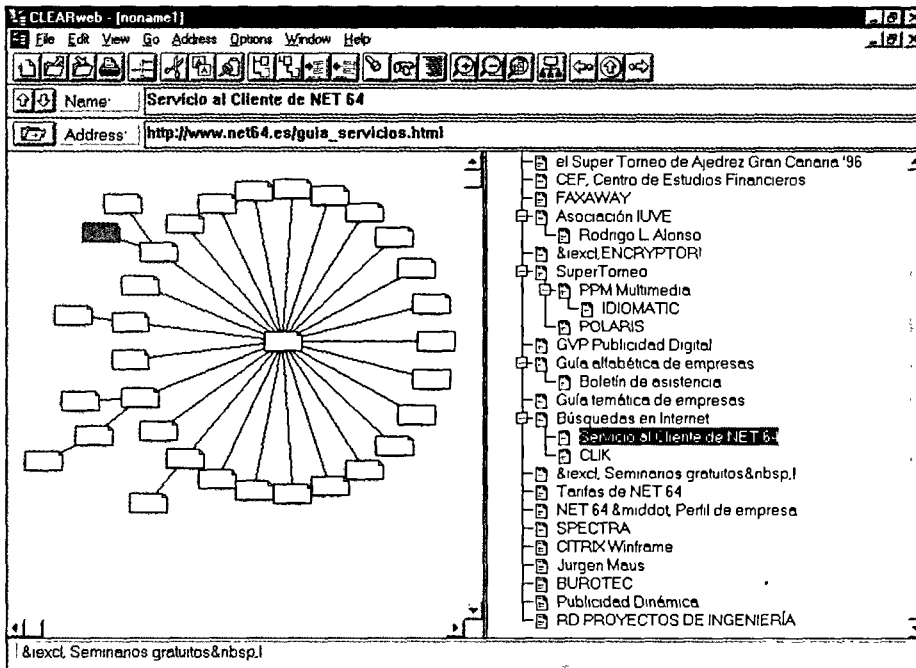 CLEARweb - [noname1]
File Edit View Go Address Options Window Help
Name: Servicio al Cliente de NET 64
Address: http://www.net64.es/guia_servicios.html
el Super Torneo de Ajedrez Gran Canaria '96
CEF, Centro de Estudios Financieros
FAXAWAY
Asociación IUVE
Rodrigo L. Alonso
&iexcl,ENCRYPTOR!
SuperTorneo
PPM Multimedia
IDIOMATIC
POLARIS
GVP Publicidad Digital
Guía alfabética de empresas
Boletín de asistencia
Guía temática de empresas
Búsquedas en Internet
Servicio al Cliente de NET 64
CLIK
&iexcl, Seminarios gratuitos&nbsp,!
Tarifas de NET 64
NET 64 &middot, Perfil de empresa
SPECTRA
CITRIX Winframe
Jurgen Maus
BUROTEC
Publicidad Dinámica
RD PROYECTOS DE INGENIERÍA
&iexcl, Seminarios gratuitos&nbsp,!